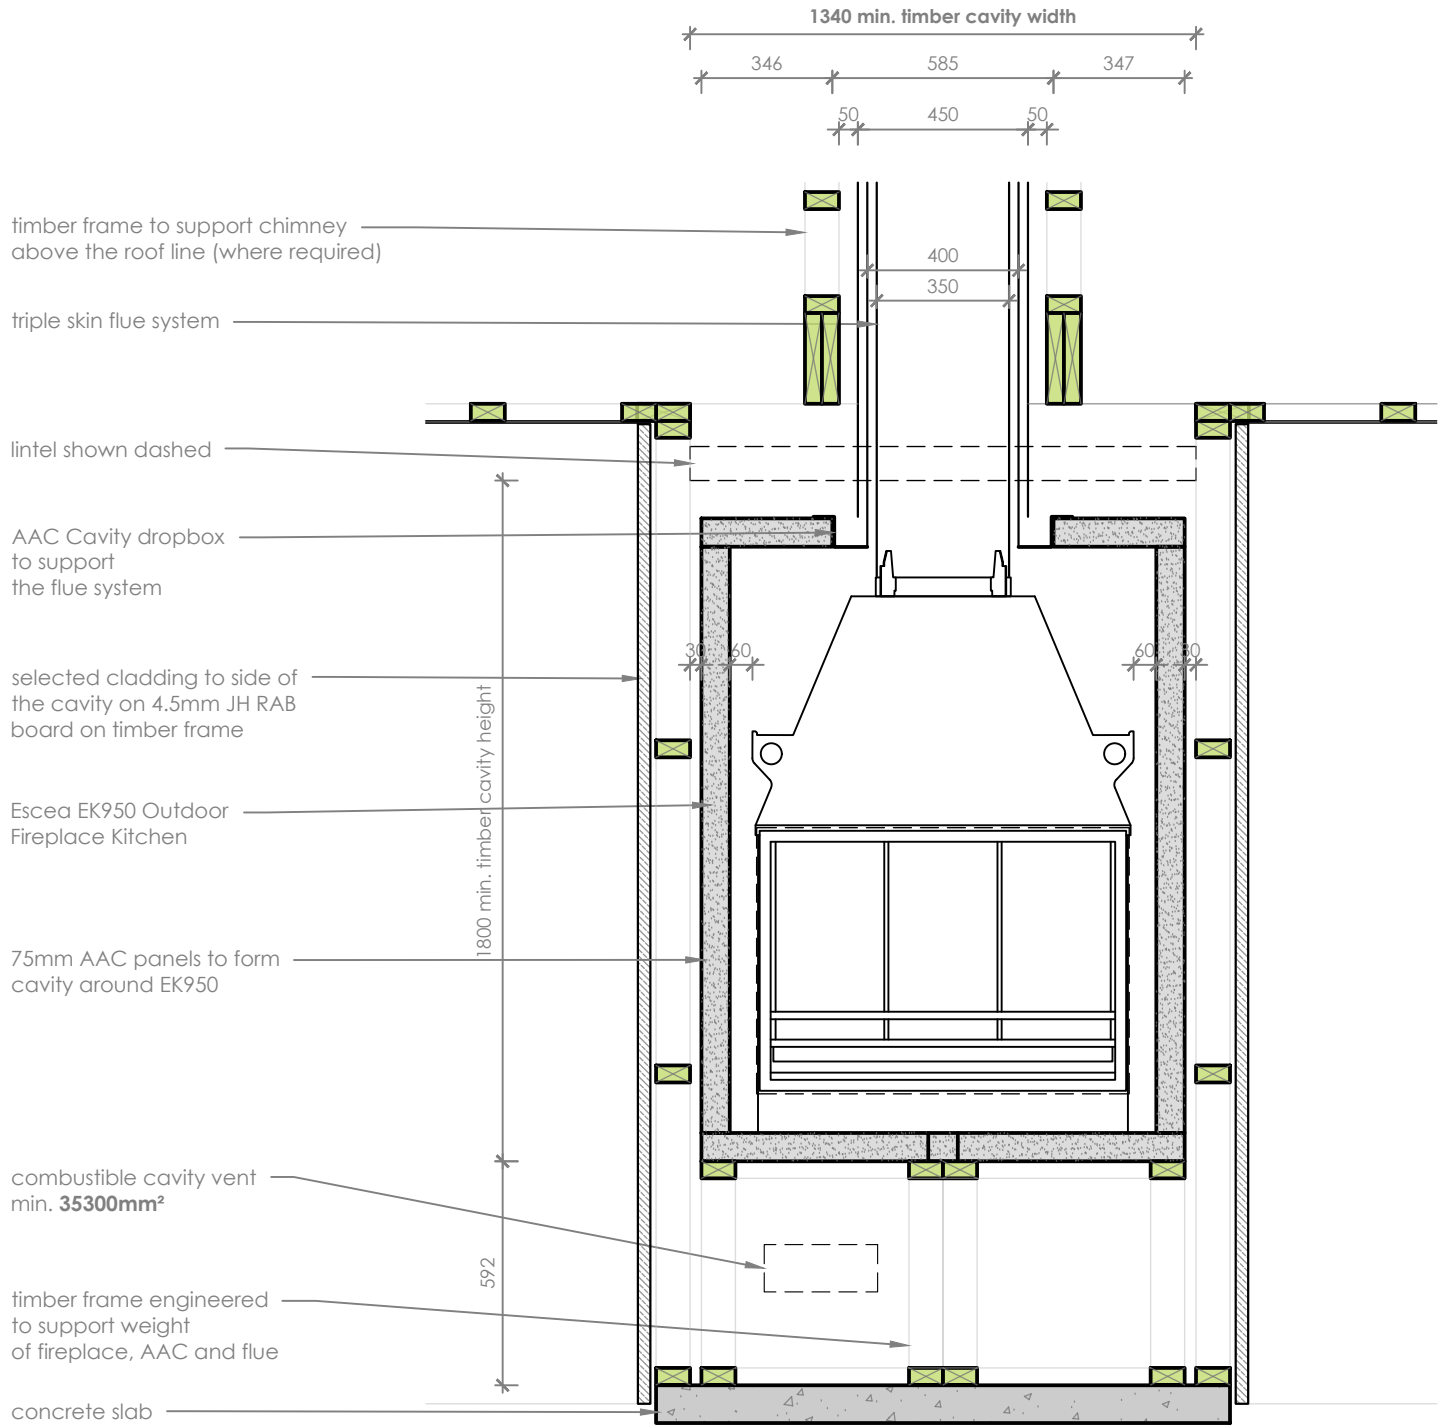 1340 min. timber cavity width
346
585
347
50
450
50
timber frame to support chimney
above the roof line (where required)
400
350
triple skin flue system
lintel shown dashed
AAC Cavity dropbox
to support
the flue system
30
60
60
30
selected cladding to side of
the cavity on 4.5mm JH RAB
board on timber frame
1800 min. timber cavity height
Escea EK950 Outdoor
Fireplace Kitchen
75mm AAC panels to form
cavity around EK950
combustible cavity vent
min. 35300mm²
592
timber frame engineered
to support weight
of fireplace, AAC and flue
concrete slab